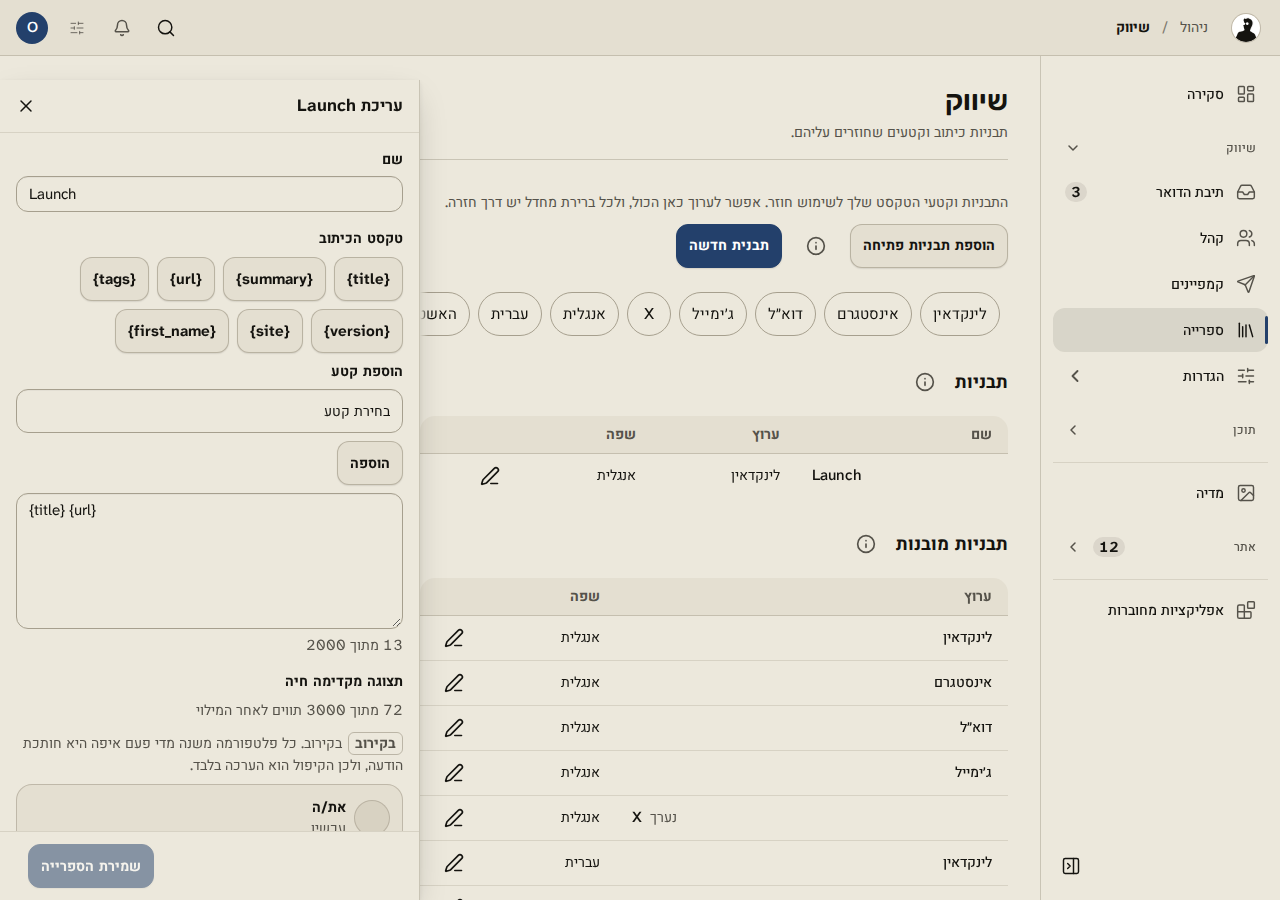 ניהול / שיווק
O
סקירה
שיווק
תיבת הדואר 3
קהל
קמפיינים
ספרייה
הגדרות
תוכן
מדיה
אתר 12
אפליקציות מחוברות
שיווק
תבניות כיתוב וקטעים שחוזרים עליהם.
התבניות וקטעי הטקסט שלך לשימוש חוזר. אפשר לערוך כאן הכול, ולכל ברירת מחדל יש דרך חזרה.
הוספת תבניות פתיחה
תבנית חדשה
לינקדאין אינסטגרם דוא״ל ג׳ימייל X אנגלית עברית
תבניות
שם ערוץ שפה
Launch לינקדאין אנגלית
תבניות מובנות
ערוץ שפה
לינקדאין אנגלית
אינסטגרם אנגלית
דוא״ל אנגלית
ג׳ימייל אנגלית
X נערך אנגלית
לינקדאין עברית
עריכת Launch
שם
Launch
טקסט הכיתוב
{title} {summary} {url} {tags}
{version} {site} {first_name}
הוספת קטע
בחירת קטע
הוספה
{title} {url}
13 מתוך 2000
תצוגה מקדימה חיה
72 מתוך 3000 תווים לאחר המילוי
בקירוב בקירוב. כל פלטפורמה משנה מדי פעם איפה היא חותכת
הודעה, ולכן הקיפול הוא הערכה בלבד.
את/ה
עכשיו
שמירת הספרייה